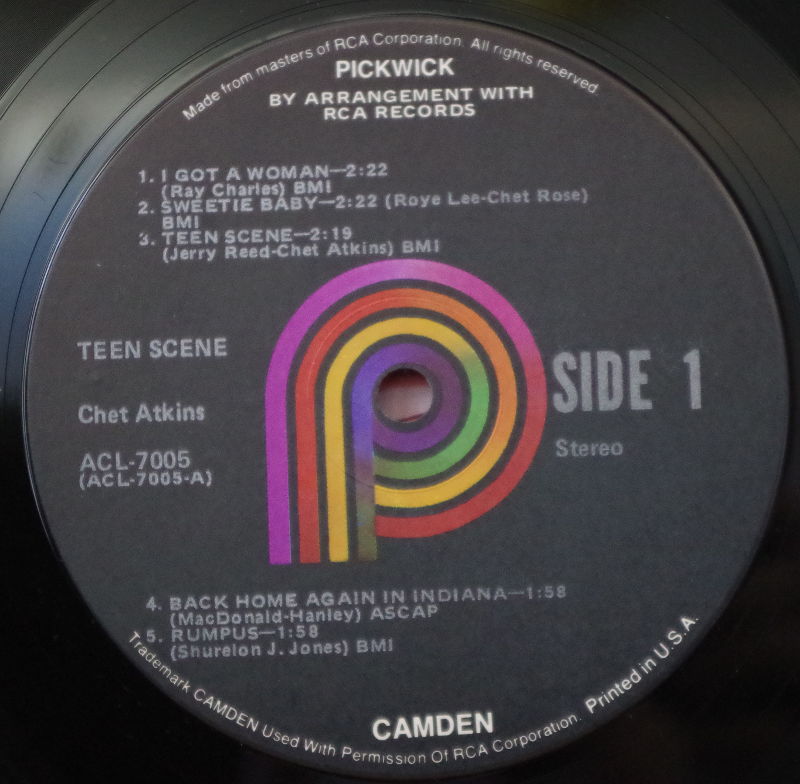 Made from masters of RCA Corporation. All rights reserved.
PICKWICK
BY ARRANGEMENT WITH
RCA RECORDS
1. I GOT A WOMAN—2:22
(Ray Charles) BMI
2. SWEETIE BABY—2:22 (Roye Lee-Chet Rose)
BMI
3. TEEN SCENE—2:19
(Jerry Reed-Chet Atkins) BMI
TEEN SCENE
Chet Atkins
ACL-7005
(ACL-7005-A)
SIDE 1
Stereo
4. BACK HOME AGAIN IN INDIANA—1:58
(MacDonald-Hanley) ASCAP
5. RUMPUS—1:58
(Shurelon J. Jones) BMI
CAMDEN
Trademark CAMDEN Used With Permission Of RCA Corporation. Printed in U.S.A.